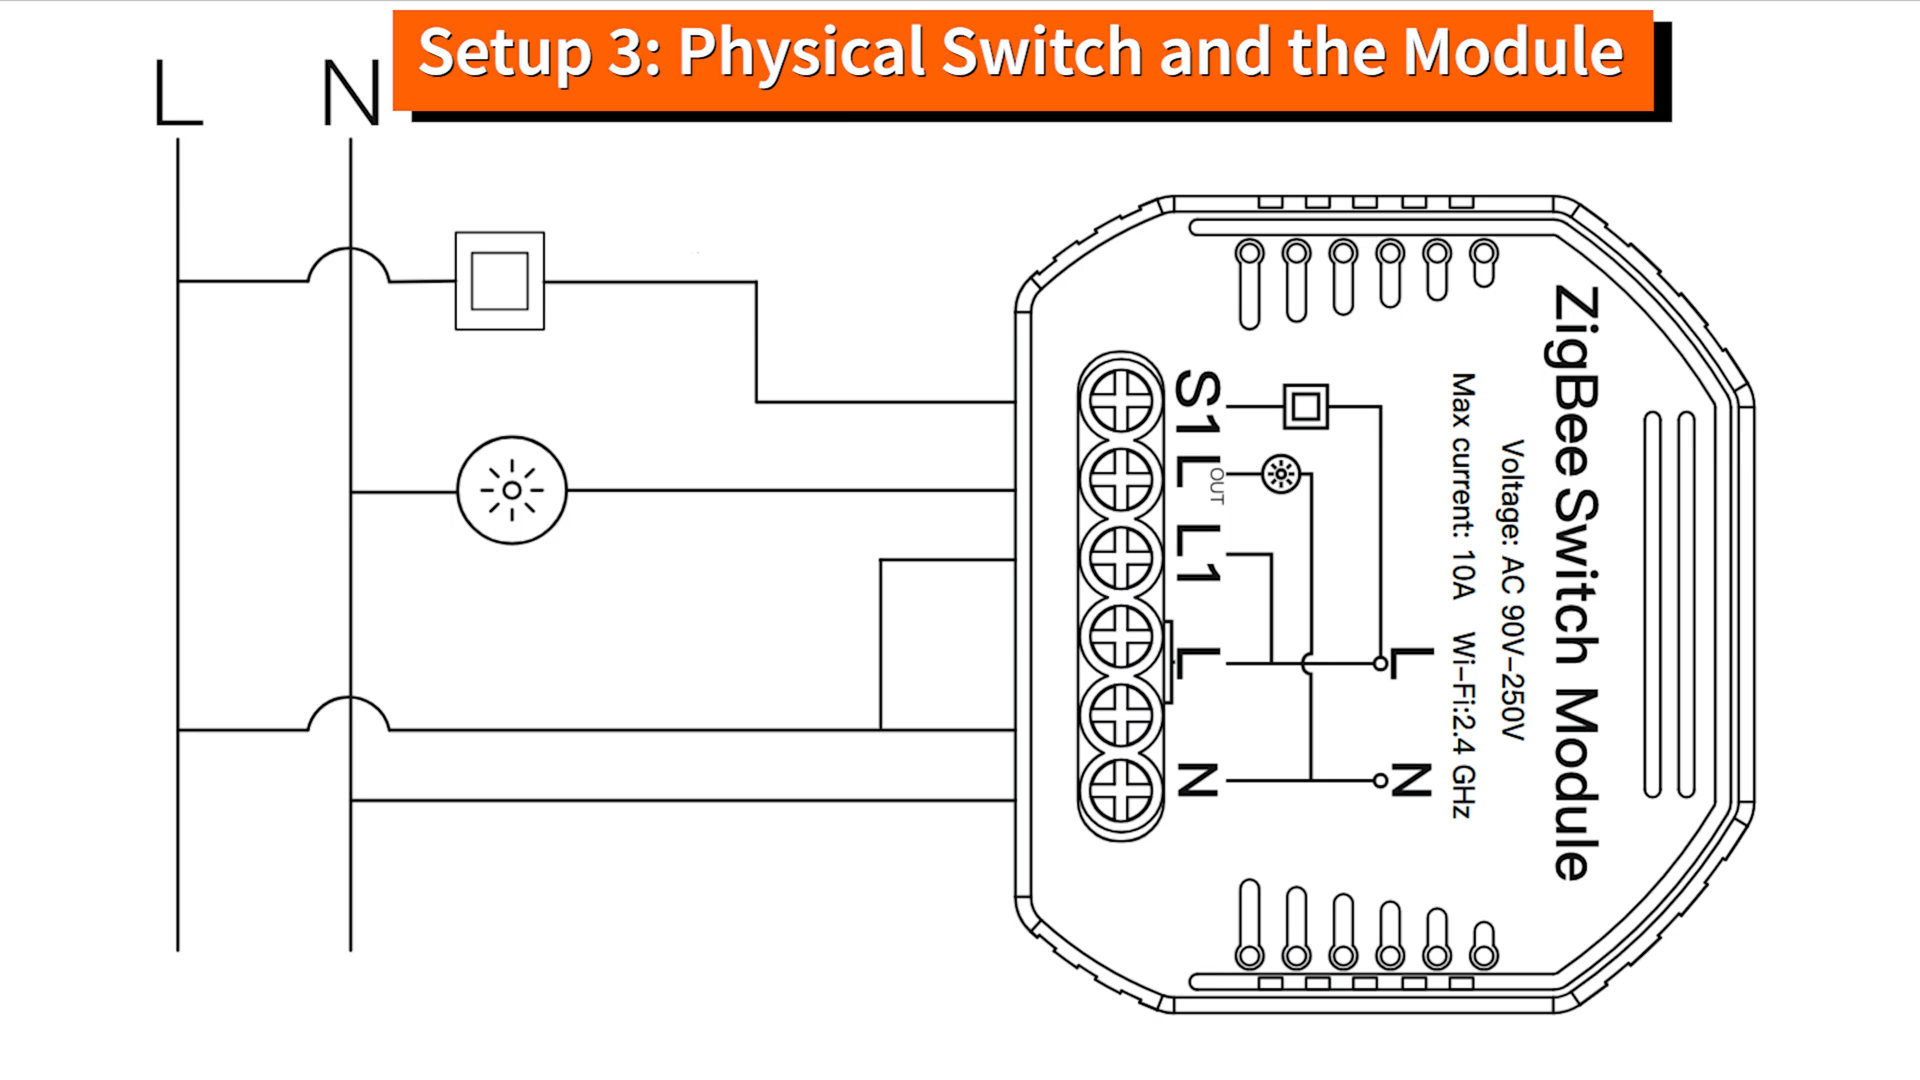 Setup 3: Physical Switch and the Module
L
N
S1
L OUT
L1
L
N
L
N
Max current: 10A Wi-Fi:2.4 GHz
Voltage: AC 90V-250V
ZigBee Switch Module